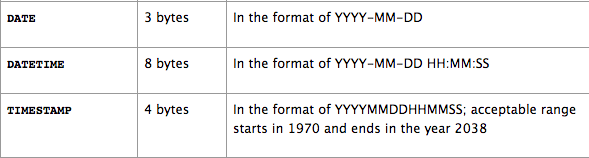 DATE 3 bytes In the format of YYYY-MM-DD
DATETIME 8 bytes In the format of YYYY-MM-DD HH:MM:SS
TIMESTAMP 4 bytes In the format of YYYYMMDDHHMMSS; acceptable range
starts in 1970 and ends in the year 2038